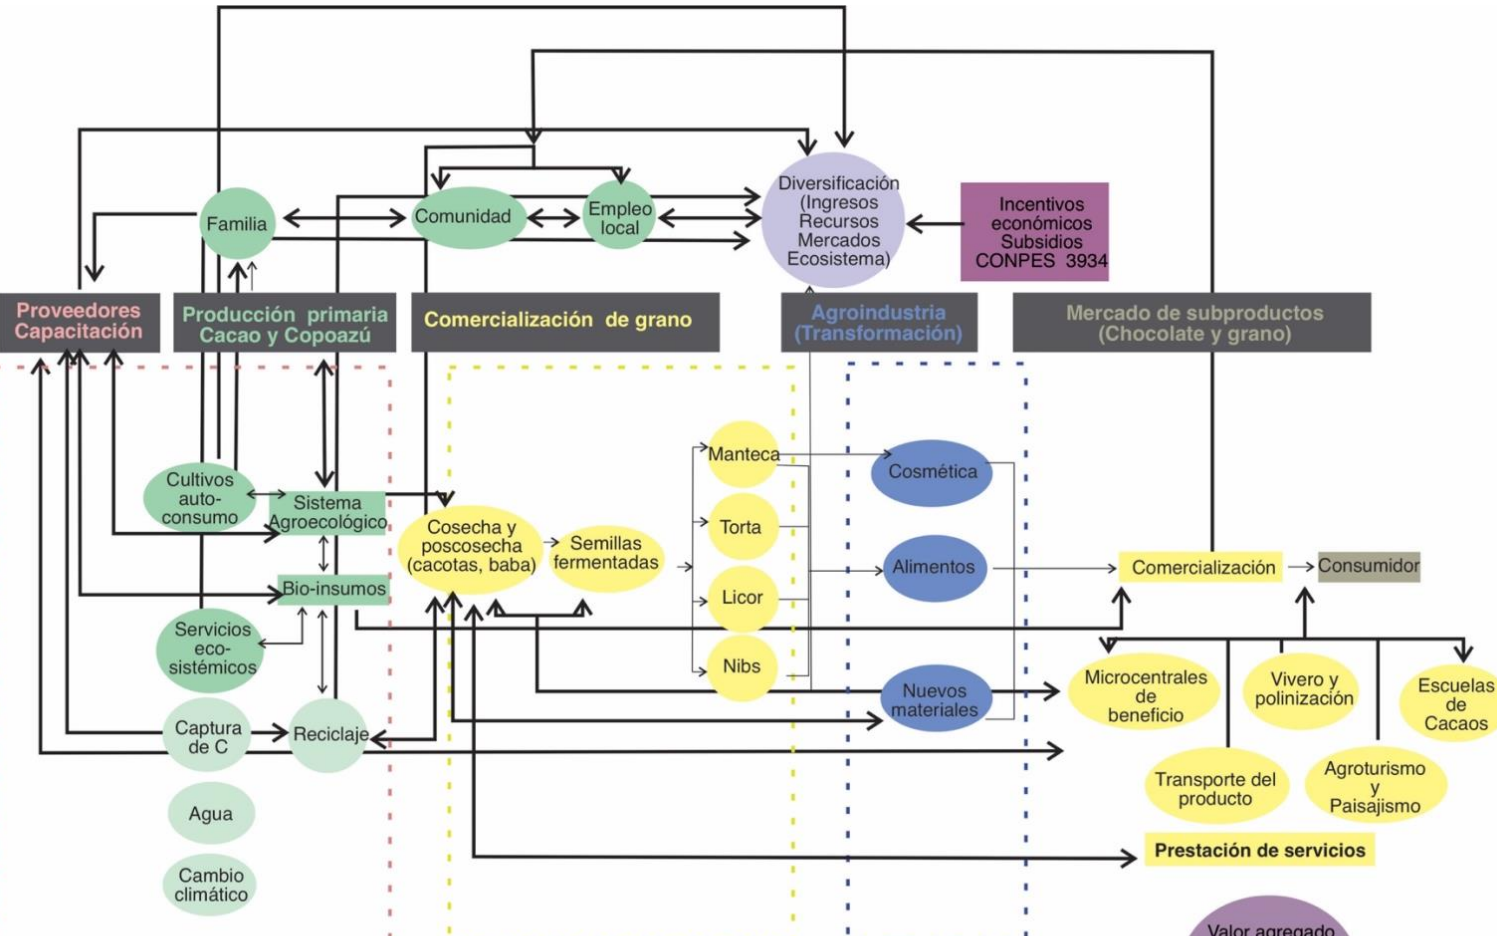 Familia
Comunidad
Empleo
local
Diversificación
(Ingresos
Recursos
Mercados
Ecosistema)
Incentivos
económicos
Subsidios
CONPES 3934
Proveedores
Capacitación
Producción primaria
Cacao y Copoazú
Comercialización de grano
Agroindustria
(Transformación)
Mercado de subproductos
(Chocolate y grano)
Cultivos
auto-
consumo
Sistema
Agroecológico
Bio-insumos
Servicios
eco-
sistémicos
Captura
de C
Reciclaje
Agua
Cambio
climático
Cosecha y
poscosecha
(cacotas, baba)
Semillas
fermentadas
Manteca
Torta
Licor
Nibs
Cosmética
Alimentos
Nuevos
materiales
Comercialización
Consumidor
Microcentrales
de
beneficio
Vivero y
polinización
Escuelas
de
Cacaos
Transporte del
producto
Agroturismo
y
Paisajismo
Prestación de servicios
Valor agregado